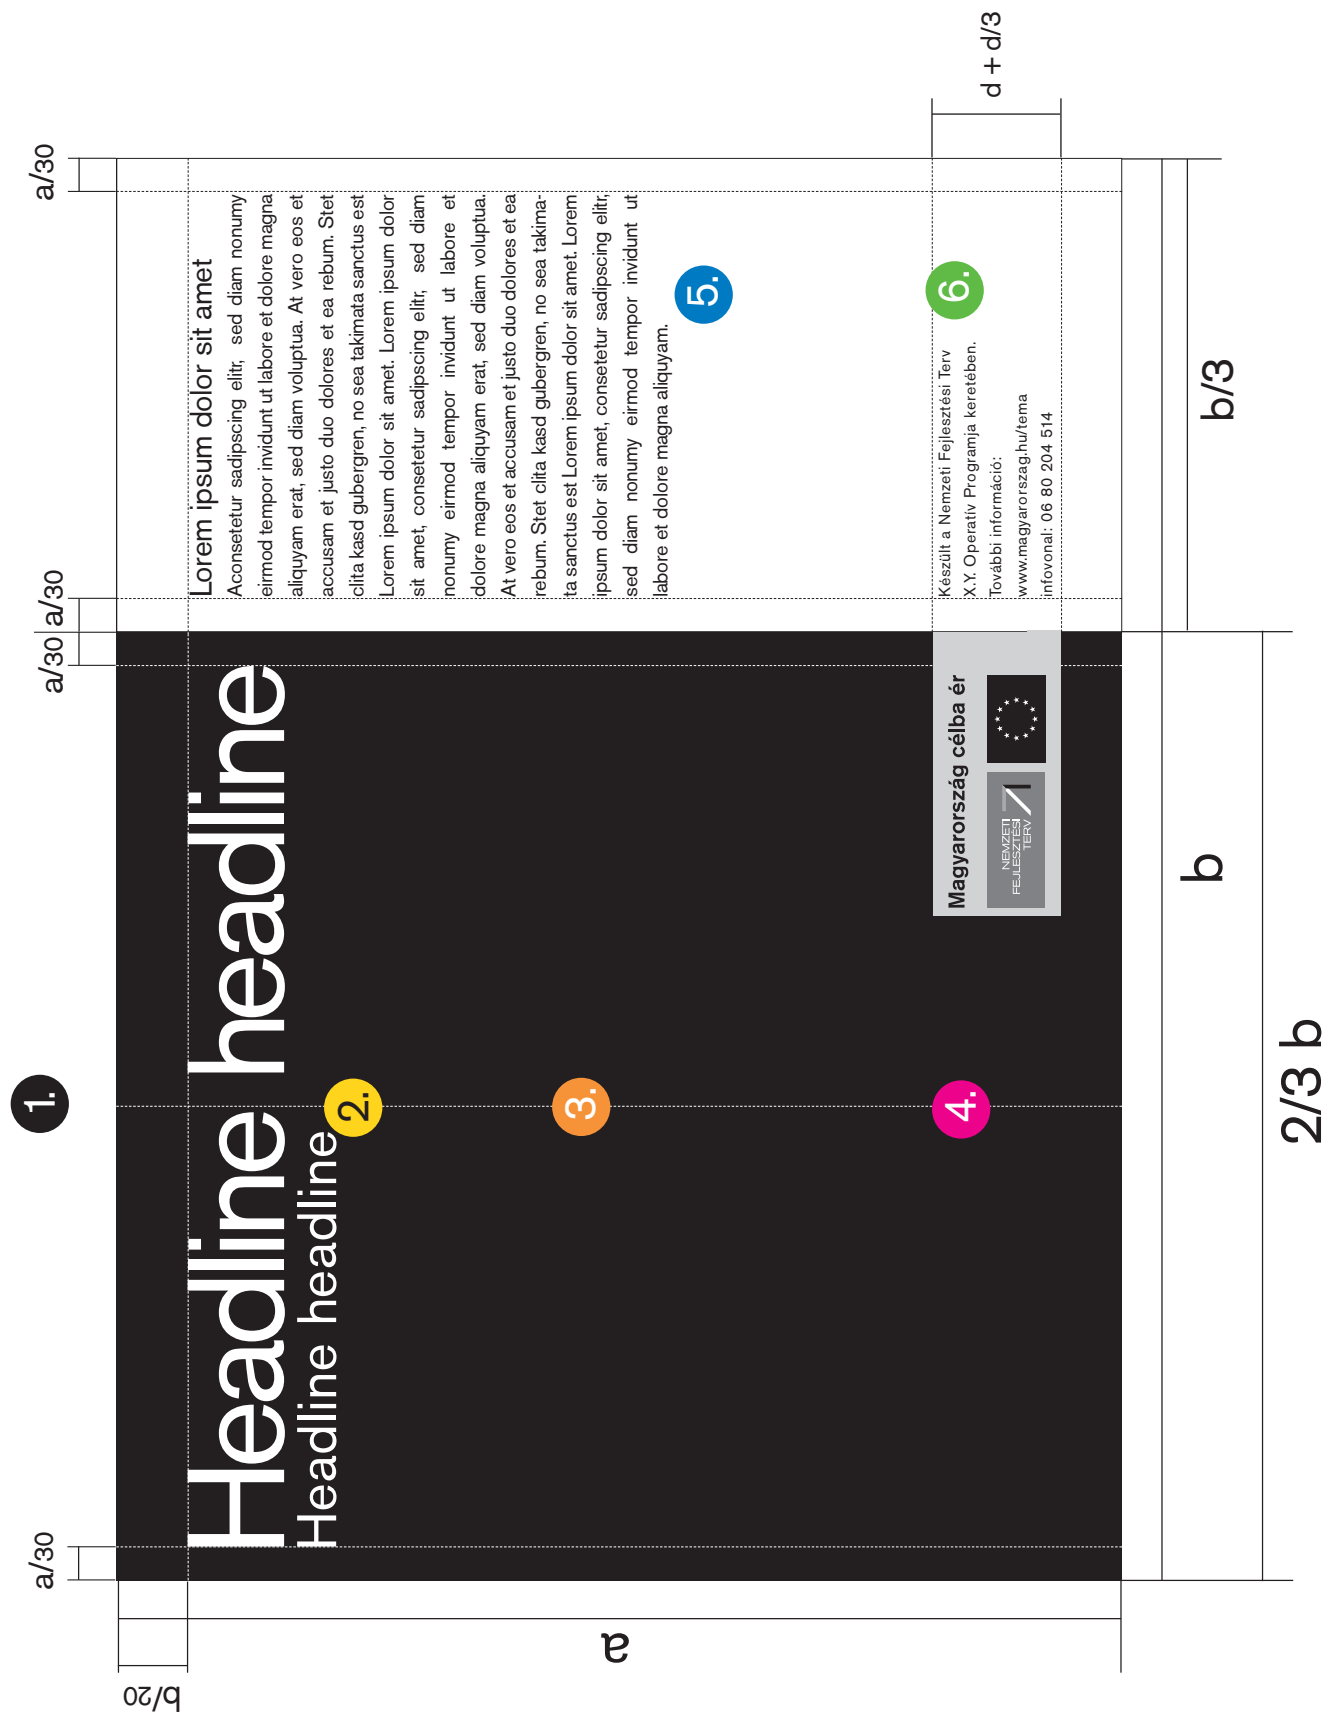 1.
a/30
a/30
a/30
a/30
b/20
a
Headline headline
Headline headline
2.
3.
4.
Magyarország célba ér
NEMZETI
FEJLESZTÉSI
TERV
Lorem ipsum dolor sit amet
Aconsetetur sadipscing elitr, sed diam nonumy
eirmod tempor invidunt ut labore et dolore magna
aliquyam erat, sed diam voluptua. At vero eos et
accusam et justo duo dolores et ea rebum. Stet
clita kasd gubergren, no sea takimata sanctus est
Lorem ipsum dolor sit amet. Lorem ipsum dolor
sit amet, consetetur sadipscing elitr, sed diam
nonumy eirmod tempor invidunt ut labore et
dolore magna aliquyam erat, sed diam voluptua.
At vero eos et accusam et justo duo dolores et ea
rebum. Stet clita kasd gubergren, no sea takima-
ta sanctus est Lorem ipsum dolor sit amet. Lorem
ipsum dolor sit amet, consetetur sadipscing elitr,
sed diam nonumy eirmod tempor invidunt ut
labore et dolore magna aliquyam.
5.
6.
Készült a Nemzeti Fejlesztési Terv
X.Y. Operatív Programja keretében.
További információ:
www.magyarorszag.hu/tema
infovonal: 06 80 204 514
d + d/3
b/3
b
2/3 b